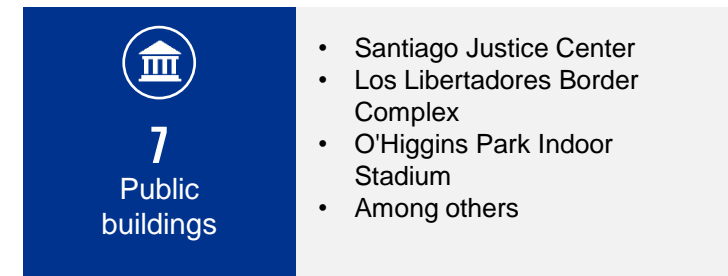 7
Public
buildings
• Santiago Justice Center
• Los Libertadores Border
Complex
• O'Higgins Park Indoor
Stadium
• Among others